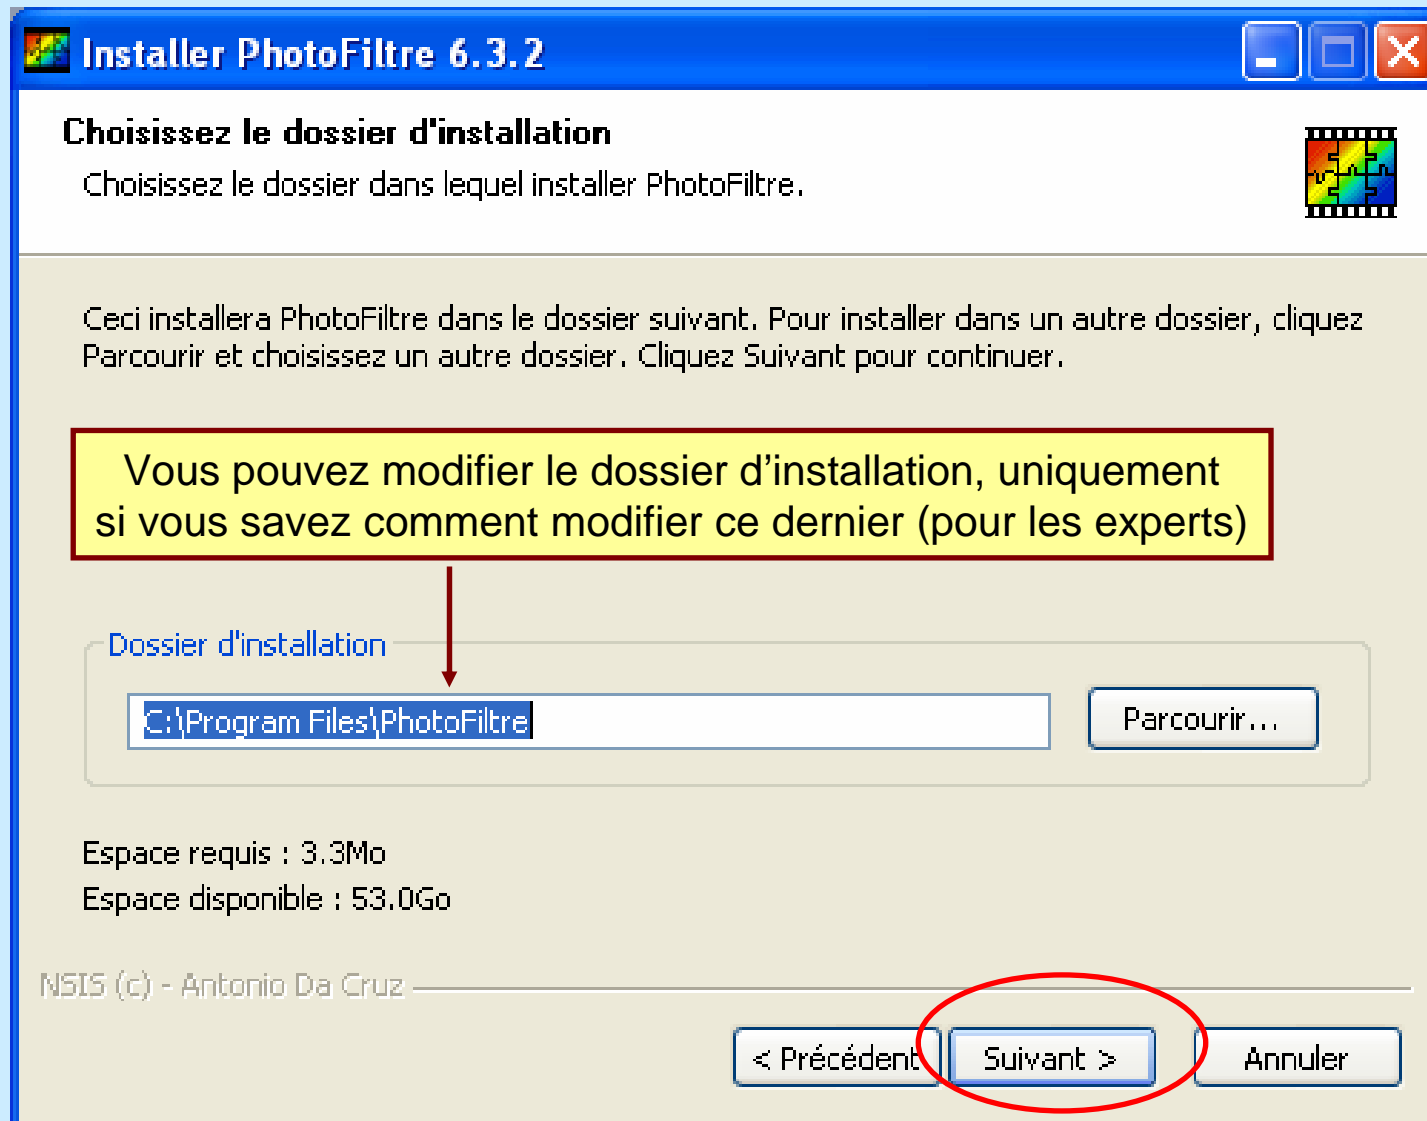 Installer PhotoFiltre 6.3.2
Choisissez le dossier d'installation
Choisissez le dossier dans lequel installer PhotoFiltre.
Ceci installera PhotoFiltre dans le dossier suivant. Pour installer dans un autre dossier, cliquez
Parcourir et choisissez un autre dossier. Cliquez Suivant pour continuer.
Vous pouvez modifier le dossier d’installation, uniquement
si vous savez comment modifier ce dernier (pour les experts)
Dossier d'installation
C:\Program Files\PhotoFiltre
Parcourir...
Espace requis : 3.3Mo
Espace disponible : 53.0Go
NSIS (c) - Antonio Da Cruz
< Précédent
Suivant >
Annuler